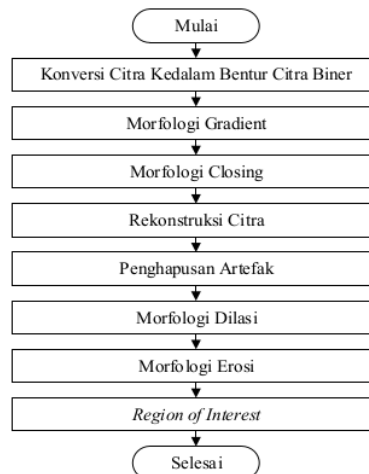 Mulai
Konversi Citra Kedalam Bentur Citra Biner
Morfologi Gradient
Morfologi Closing
Rekonstruksi Citra
Penghapusan Artefak
Morfologi Dilasi
Morfologi Erosi
Region of Interest
Selesai